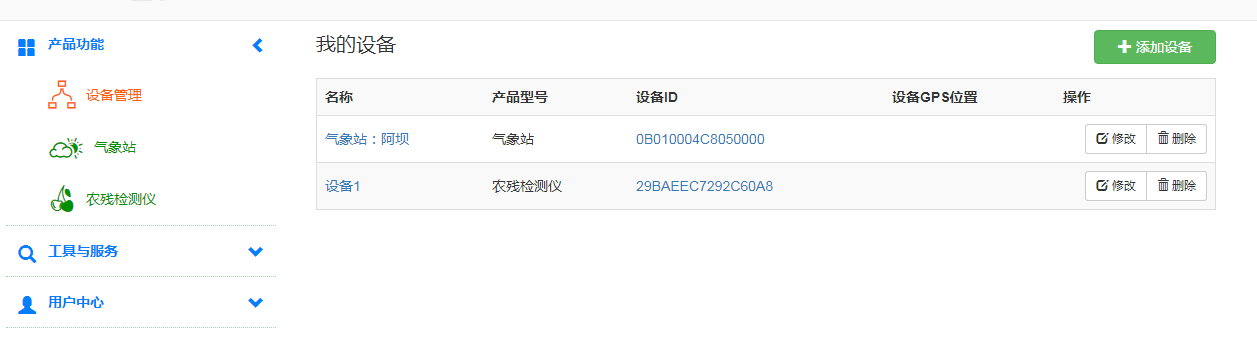 产品功能
设备管理
气象站
农残检测仪
工具与服务
用户中心
我的设备
添加设备
名称 产品型号 设备ID 设备GPS位置 操作
气象站：阿坝 气象站 0B010004C8050000 修改 删除
设备1 农残检测仪 29BAEEC7292C60A8 修改 删除